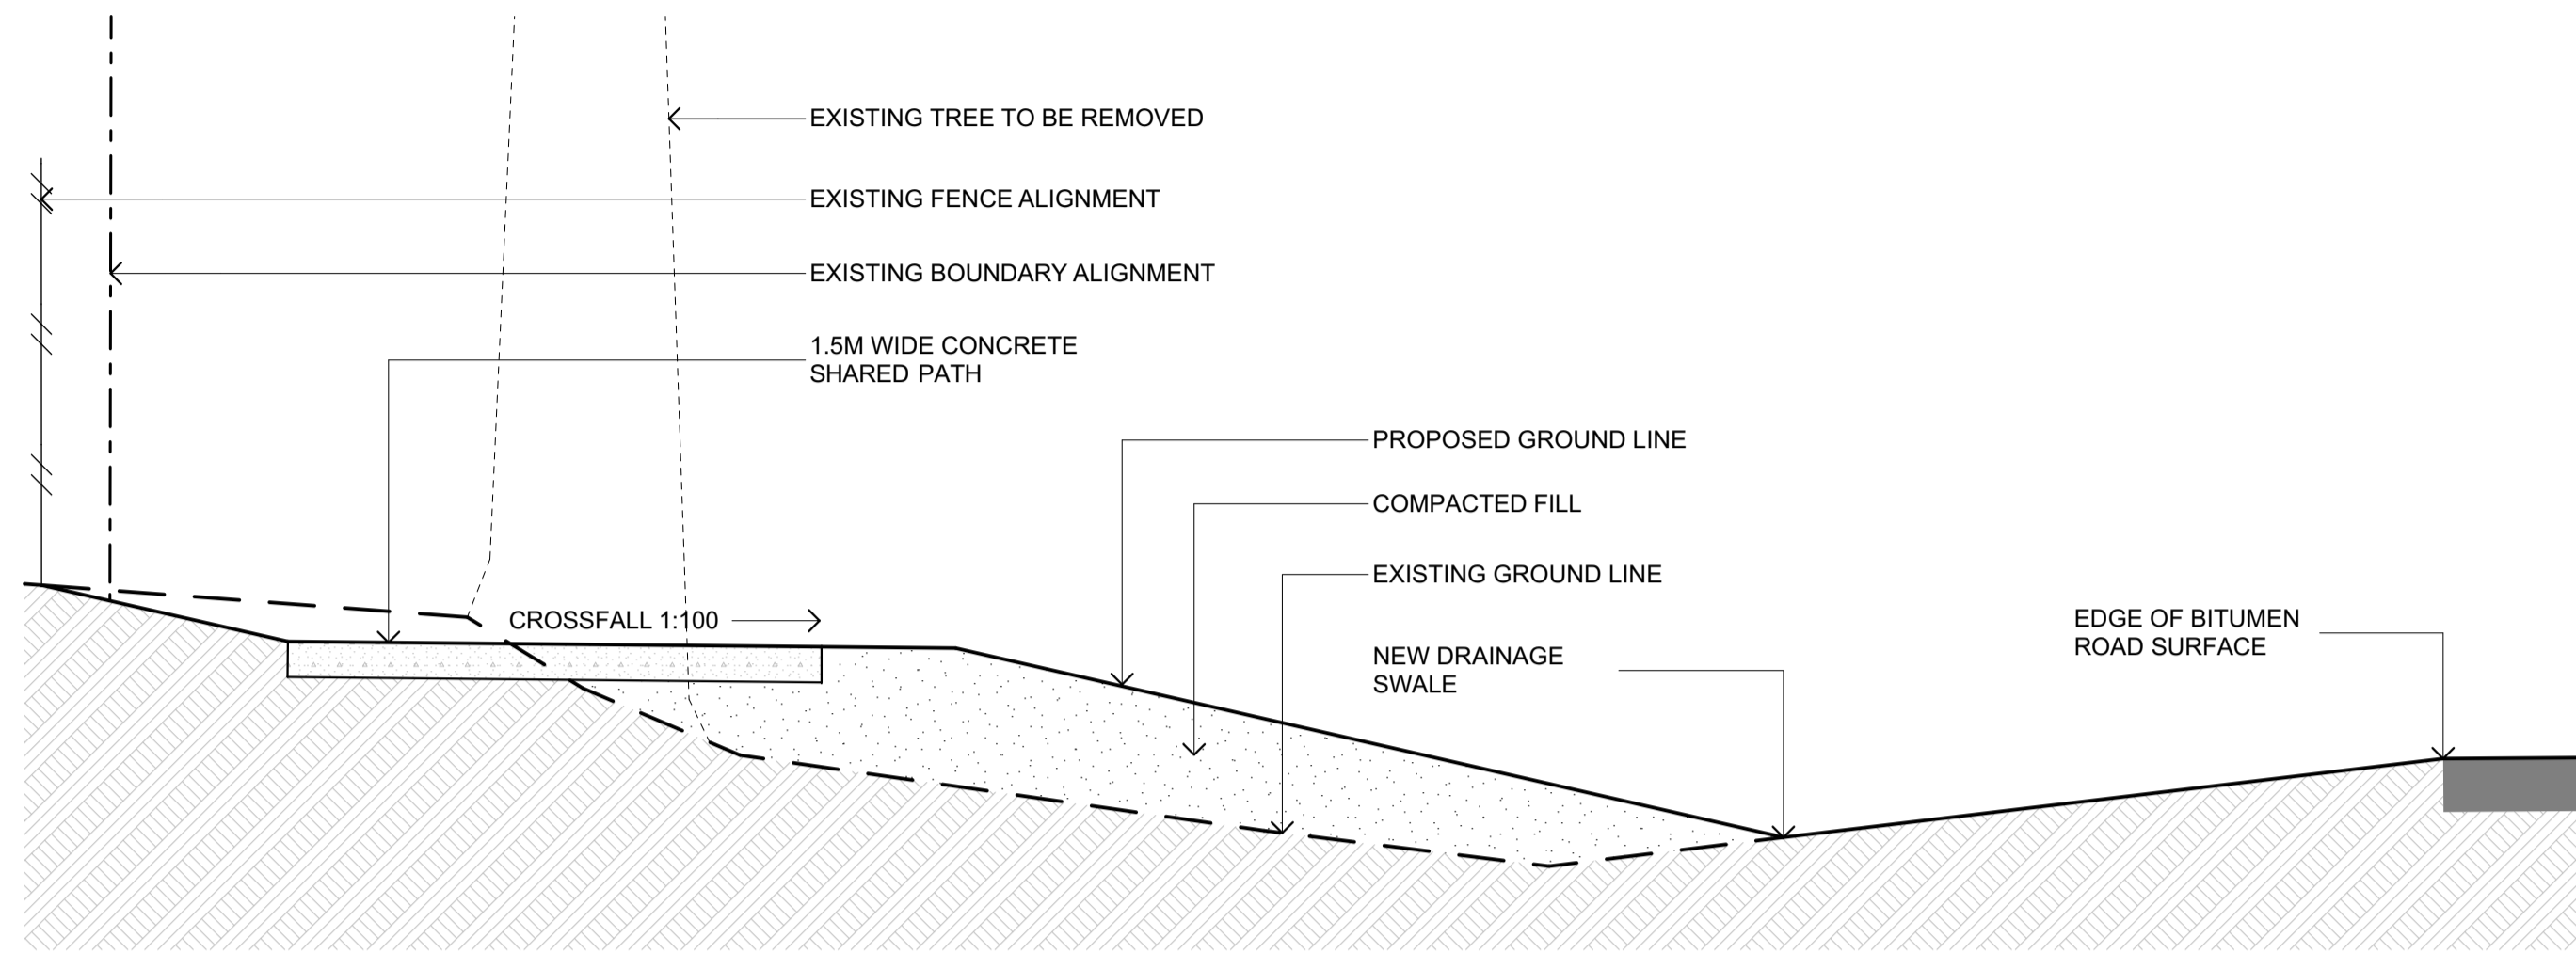 EXISTING TREE TO BE REMOVED
EXISTING FENCE ALIGNMENT
EXISTING BOUNDARY ALIGNMENT
1.5M WIDE CONCRETE
SHARED PATH
PROPOSED GROUND LINE
COMPACTED FILL
EXISTING GROUND LINE
CROSSFALL 1:100
NEW DRAINAGE
SWALE
EDGE OF BITUMEN
ROAD SURFACE